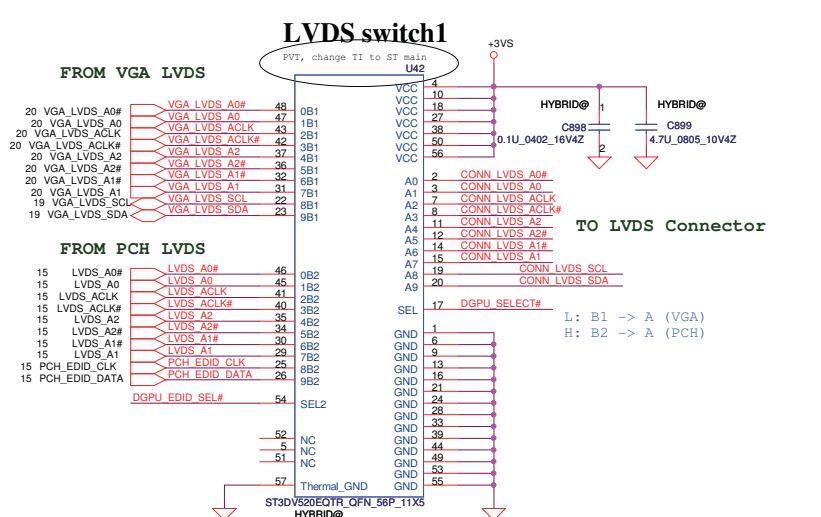 LVDS switch1
PVT, change TI to ST main
+3VS
U42
FROM VGA LVDS
20 VGA_LVDS_A0# VGA_LVDS_A0# 48 0B1
20 VGA_LVDS_A0 VGA_LVDS_A0 47 1B1
20 VGA_LVDS_ACLK VGA_LVDS_ACLK 43 2B1
20 VGA_LVDS_ACLK# VGA_LVDS_ACLK# 42 3B1
20 VGA_LVDS_A2 VGA_LVDS_A2 37 4B1
20 VGA_LVDS_A2# VGA_LVDS_A2# 36 5B1
20 VGA_LVDS_A1# VGA_LVDS_A1# 32 6B1
20 VGA_LVDS_A1 VGA_LVDS_A1 31 7B1
19 VGA_LVDS_SCL VGA_LVDS_SCL 22 8B1
19 VGA_LVDS_SDA VGA_LVDS_SDA 23 9B1
VCC 4
VCC 10
VCC 18
VCC 27
VCC 38
VCC 50
VCC 56
HYBRID@ 1
C898
0.1U_0402_16V4Z
2
HYBRID@
C899
4.7U_0805_10V4Z
A0 2 CONN_LVDS_A0#
A1 3 CONN_LVDS_A0
A2 7 CONN_LVDS_ACLK
A3 8 CONN_LVDS_ACLK#
A4 11 CONN_LVDS_A2
A5 12 CONN_LVDS_A2#
A6 14 CONN_LVDS_A1#
A7 15 CONN_LVDS_A1
A8 19 CONN_LVDS_SCL
A9 20 CONN_LVDS_SDA
TO LVDS Connector
FROM PCH LVDS
15 LVDS_A0# LVDS_A0# 46 0B2
15 LVDS_A0 LVDS_A0 45 1B2
15 LVDS_ACLK LVDS_ACLK 41 2B2
15 LVDS_ACLK# LVDS_ACLK# 40 3B2
15 LVDS_A2 LVDS_A2 35 4B2
15 LVDS_A2# LVDS_A2# 34 5B2
15 LVDS_A1# LVDS_A1# 30 6B2
15 LVDS_A1 LVDS_A1 29 7B2
15 PCH_EDID_CLK PCH_EDID_CLK 25 8B2
15 PCH_EDID_DATA PCH_EDID_DATA 26 9B2
SEL 17 DGPU_SELECT#
L: B1 -> A (VGA)
H: B2 -> A (PCH)
DGPU_EDID_SEL# 54 SEL2
GND 1
GND 6
GND 9
GND 13
GND 16
GND 21
GND 24
GND 28
GND 33
GND 39
GND 44
GND 49
GND 53
GND 55
52 NC
5 NC
51 NC
57 Thermal_GND
ST3DV520EQTR_QFN_56P_11X5
HYBRID@